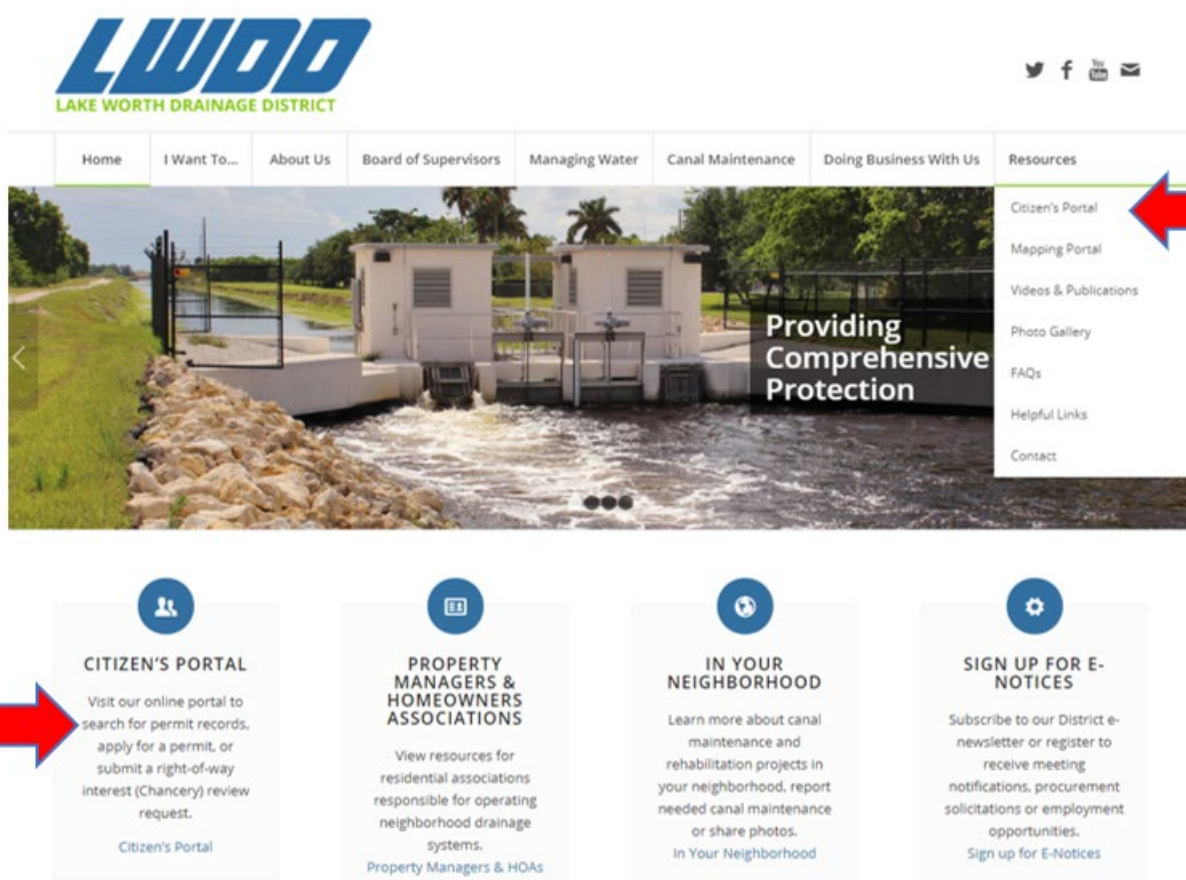 LWDD
LAKE WORTH DRAINAGE DISTRICT
You
Tube
Home
I Want To...
About Us
Board of Supervisors
Managing Water
Canal Maintenance
Doing Business With Us
Resources
Citizen's Portal
Mapping Portal
Videos & Publications
Photo Gallery
FAQs
Helpful Links
Contact
Providing
Comprehensive
Protection
CITIZEN'S PORTAL
Visit our online portal to
search for permit records,
apply for a permit, or
submit a right-of-way
interest (Chancery) review
request.
Citizen's Portal
PROPERTY
MANAGERS &
HOMEOWNERS
ASSOCIATIONS
View resources for
residential associations
responsible for operating
neighborhood drainage
systems.
Property Managers & HOAs
IN YOUR
NEIGHBORHOOD
Learn more about canal
maintenance and
rehabilitation projects in
your neighborhood, report
needed canal maintenance
or share photos.
In Your Neighborhood
SIGN UP FOR E-
NOTICES
Subscribe to our District e-
newsletter or register to
receive meeting
notifications, procurement
solicitations or employment
opportunities.
Sign up for E-Notices